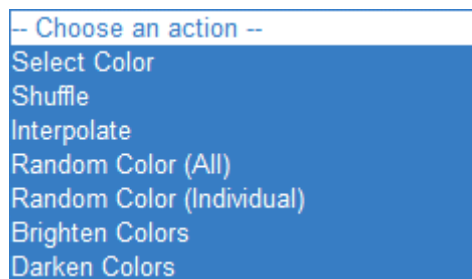 -- Choose an action --
Select Color
Shuffle
Interpolate
Random Color (All)
Random Color (Individual)
Brighten Colors
Darken Colors